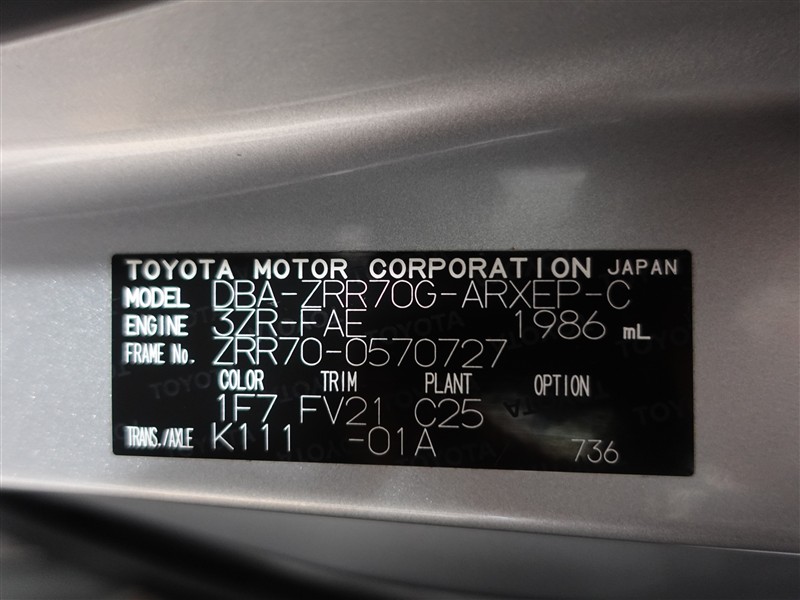 TOYOTA MOTOR CORPORATION JAPAN
MODEL DBA-ZRR70G-ARXEP-C
ENGINE 3ZR-FAE 1986 mL
FRAME No. ZRR70-0570727
COLOR TRIM PLANT OPTION
1F7 FV21 C25
TRANS./AXLE K111 -01A 736